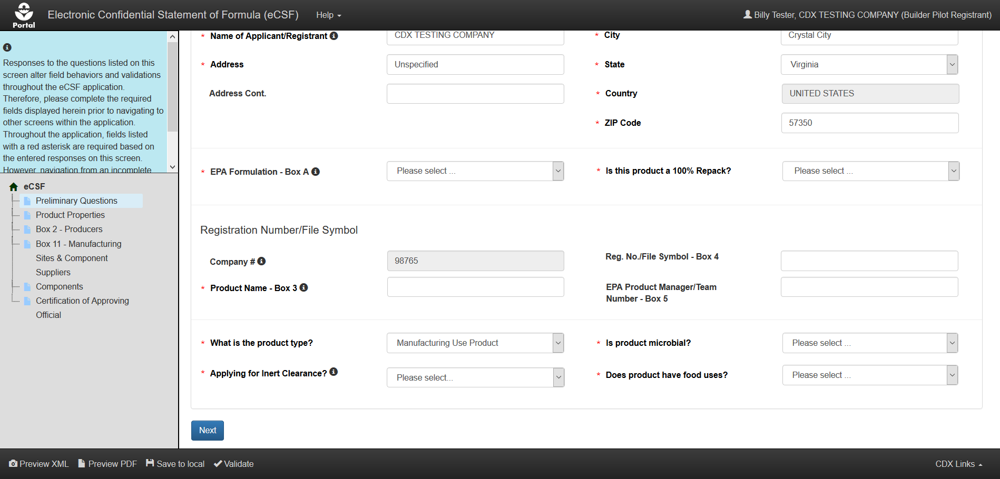 Portal
Electronic Confidential Statement of Formula (eCSF)
Help
Billy Tester, CDX TESTING COMPANY (Builder Pilot Registrant)
Responses to the questions listed on this
screen alter field behaviors and validations
throughout the eCSF application.
Therefore, please complete the required
fields displayed herein prior to navigating to
other screens within the application.
Throughout the application, fields listed
with a red asterisk are required based on
the entered responses on this screen.
However, navigation from an incomplete
eCSF
Preliminary Questions
Product Properties
Box 2 - Producers
Box 11 - Manufacturing
Sites & Component
Suppliers
Components
Certification of Approving
Official
* Name of Applicant/Registrant
CDX TESTING COMPANY
* City
Crystal City
* Address
Unspecified
* State
Virginia
Address Cont.
* Country
UNITED STATES
* ZIP Code
57350
* EPA Formulation - Box A
Please select ...
* Is this product a 100% Repack?
Please select ...
Registration Number/File Symbol
Company #
98765
Reg. No./File Symbol - Box 4
* Product Name - Box 3
EPA Product Manager/Team
Number - Box 5
* What is the product type?
Manufacturing Use Product
* Is product microbial?
Please select ...
* Applying for Inert Clearance?
Please select...
* Does product have food uses?
Please select ...
Next
Preview XML
Preview PDF
Save to local
Validate
CDX Links